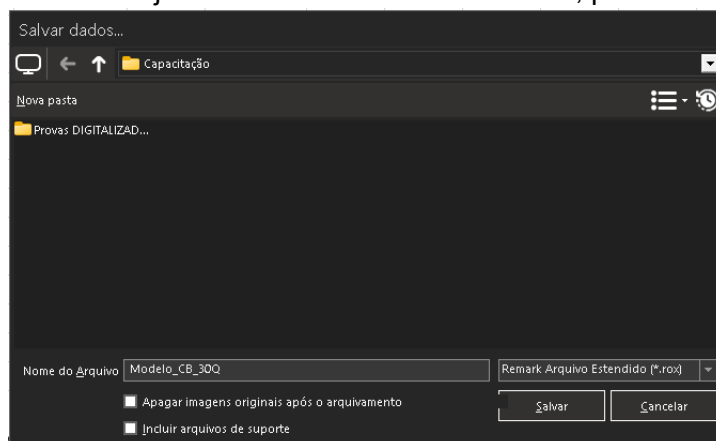 Salvar dados...
Capacitação
Nova pasta
Provas DIGITALIZAD...
Nome do Arquivo Modelo_CB_30Q Remark Arquivo Estendido (*.rox)
Apagar imagens originais após o arquivamento Salvar Cancelar
Incluir arquivos de suporte